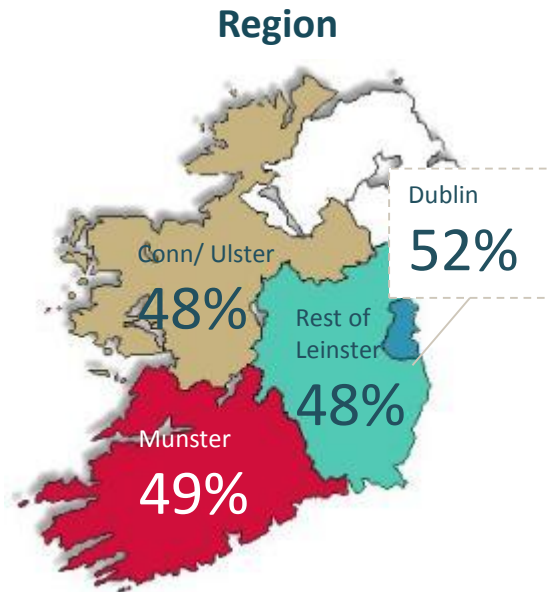 Region
Dublin
52%
Conn/ Ulster
48%
Rest of
Leinster
48%
Munster
49%